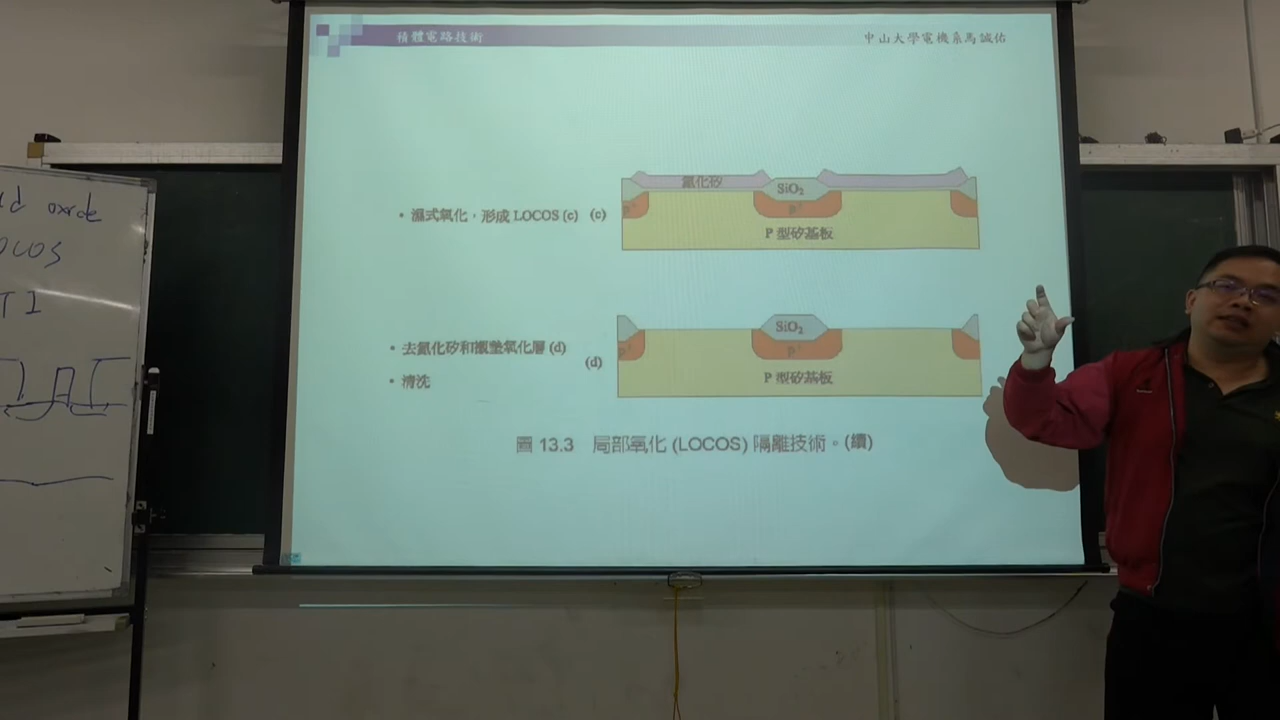 積體電路技術
中山大學電機系馬誠佑
• 濕式氧化，形成 LOCOS (c)
(c)
氮化矽
SiO₂
P⁺
P⁺
P 型矽基板
• 去氮化矽和襯墊氧化層 (d)
• 清洗
(d)
SiO₂
P⁺
P⁺
P 型矽基板
圖 13.3 局部氧化 (LOCOS) 隔離技術。(續)
oxide
OCOS
TI